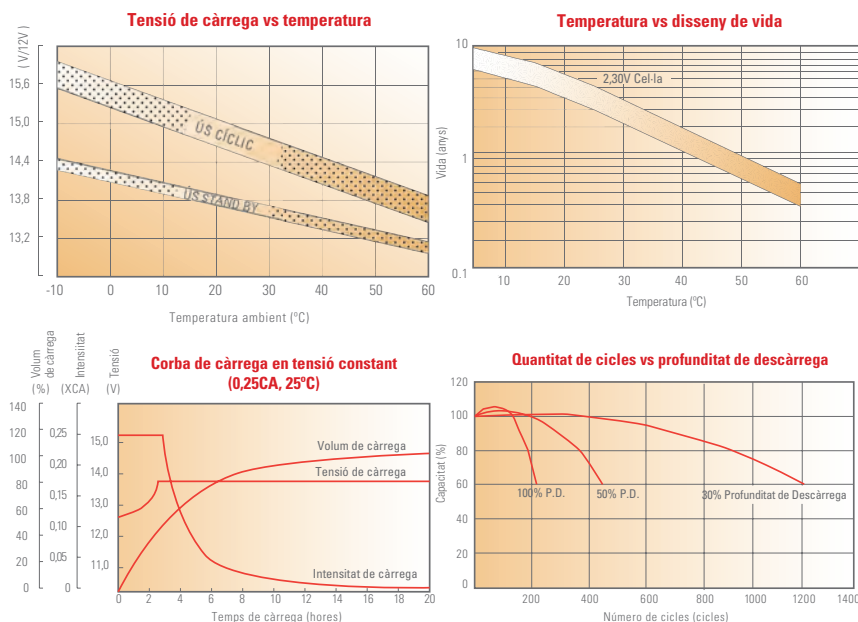 Tensió de càrrega vs temperatura
( V/12V)
15,6
15,0
14,4
13,8
13,2
ÚS CÍCLIC
ÚS STAND BY
-10 0 10 20 30 40 50 60
Temperatura ambient (ºC)
Temperatura vs disseny de vida
10
1
0.1
Vida (anys)
2,30V Cel·la
10 20 30 40 50 60
Temperatura (ºC)
Corba de càrrega en tensió constant
(0,25CA, 25ºC)
Volum
de càrrega
(%)
Intensiitat
(XCA)
Tensió
(V)
140
120
100
80
60
40
20
0
0,25
0,20
0,15
0,10
0,05
0
15,0
14,0
13,0
12,0
11,0
Volum de càrrega
Tensió de càrrega
Intensitat de càrrega
0 2 4 6 8 10 12 14 16 18 20
Temps de càrrega (hores)
Quantitat de cicles vs profunditat de descàrrega
120
100
80
60
40
20
0
Capacitat (%)
100% P.D.
50% P.D.
30% Profunditat de Descàrrega
200 400 600 800 1000 1200 1400
Número de cicles (cicles)